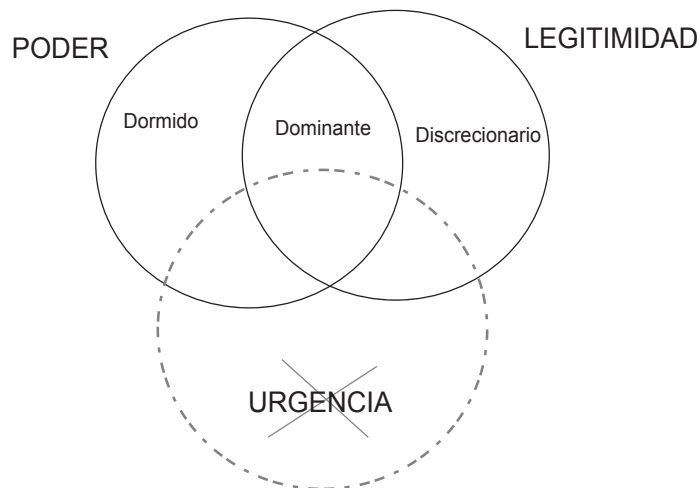 PODER
LEGITIMIDAD
Dormido
Dominante
Discrecionario
URGENCIA